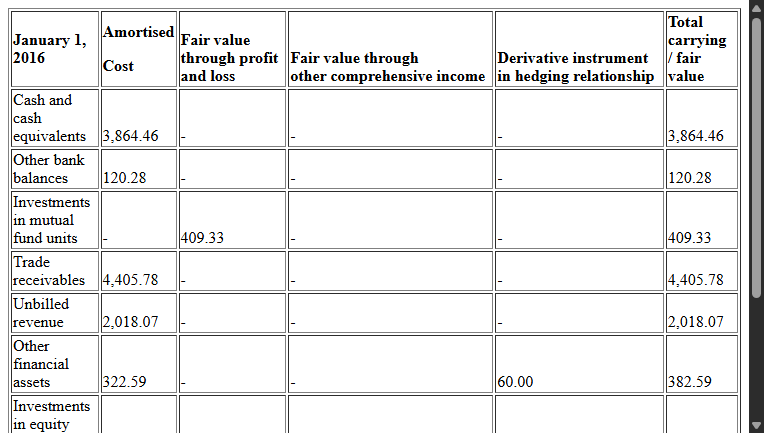 January 1, 2016 | Amortised Cost | Fair value through profit and loss | Fair value through other comprehensive income | Derivative instrument in hedging relationship | Total carrying / fair value
Cash and cash equivalents | 3,864.46 | - | - | - | 3,864.46
Other bank balances | 120.28 | - | - | - | 120.28
Investments in mutual fund units | - | 409.33 | - | - | 409.33
Trade receivables | 4,405.78 | - | - | - | 4,405.78
Unbilled revenue | 2,018.07 | - | - | - | 2,018.07
Other financial assets | 322.59 | - | - | 60.00 | 382.59
Investments in equity